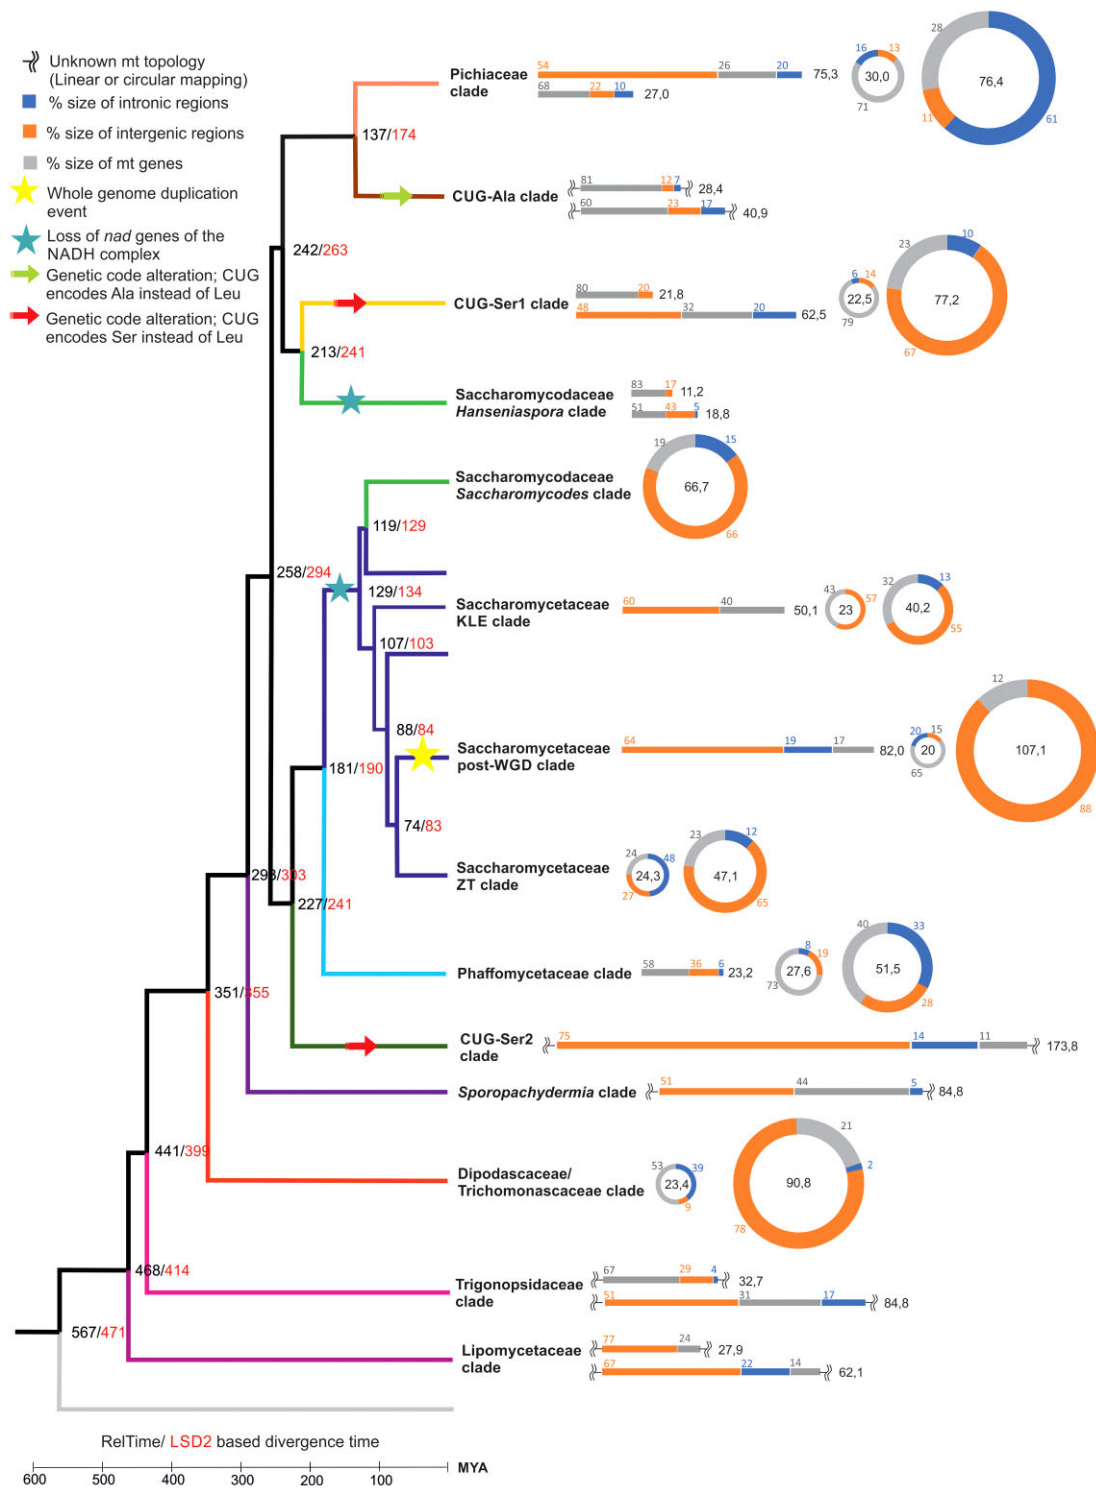 Unknown mt topology
(Linear or circular mapping)
% size of intronic regions
% size of intergenic regions
% size of mt genes
Whole genome duplication
event
Loss of nad genes of the
NADH complex
Genetic code alteration; CUG
encodes Ala instead of Leu
Genetic code alteration; CUG
encodes Ser instead of Leu
Pichiaceae
clade
54 26 20 75,3
68 22 10 27,0
16 13 30,0 71
28 76,4 11 61
137/174
CUG-Ala clade
81 12 7 28,4
60 23 17 40,9
242/263
CUG-Ser1 clade
80 20 21,8
48 32 20 62,5
6 14 22,5 79
23 10 77,2 67
213/241
Saccharomycodaceae
Hanseniaspora clade
83 17 11,2
51 43 5 18,8
Saccharomycodaceae
Saccharomycodes clade
19 15 66,7 66
119/129
258/294
129/134
Saccharomycetaceae
KLE clade
60 40 50,1
43 57 23
32 13 40,2 55
107/103
88/84
Saccharomycetaceae
post-WGD clade
64 19 17 82,0
20 15 20 65
12 107,1 88
181/190
74/83
Saccharomycetaceae
ZT clade
24 48 24,3 27
23 12 47,1 65
293/303
227/241
Phaffomycetaceae clade
58 36 6 23,2
8 19 27,6 73
40 33 51,5 28
351/355
CUG-Ser2
clade
75 14 11 173,8
Sporopachydermia clade
51 44 5 84,8
441/399
Dipodascaceae/
Trichomonascaceae clade
53 39 23,4 9
21 2 90,8 78
468/414
Trigonopsidaceae
clade
67 29 4 32,7
51 31 17 84,8
567/471
Lipomycetaceae
clade
77 24 27,9
67 22 14 62,1
RelTime/ LSD2 based divergence time
600 500 400 300 200 100 MYA